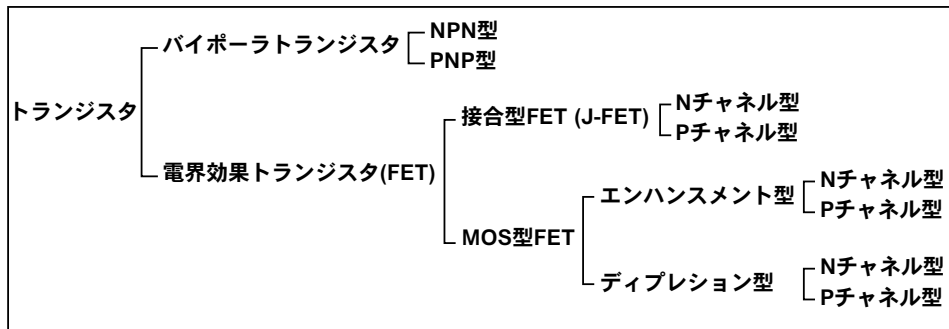 トランジスタ
バイポーラトランジスタ
NPN型
PNP型
電界効果トランジスタ(FET)
接合型FET (J-FET)
Nチャネル型
Pチャネル型
MOS型FET
エンハンスメント型
Nチャネル型
Pチャネル型
ディプレション型
Nチャネル型
Pチャネル型